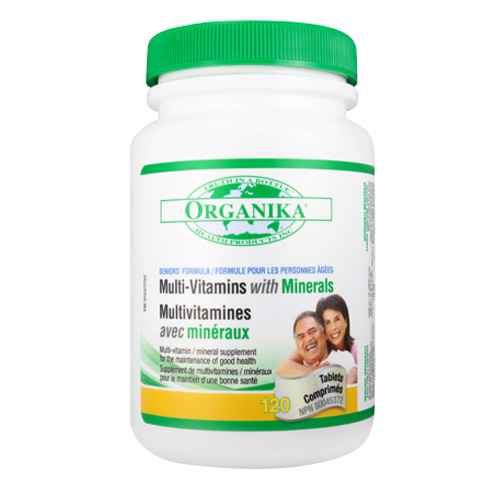 TRUTH IN A BOTTLE
ORGANIKA®
HEALTH PRODUCTS INC.
SENIORS' FORMULA / FORMULE POUR LES PERSONNES ÂGÉES
Multi-Vitamins with Minerals
Multivitamines
avec minéraux
Multi-vitamin / mineral supplement
for the maintenance of good health
Supplément de multivitamines / minéraux
pour le maintien d'une bonne santé
120
Tablets
Comprimés
NPN 80045372